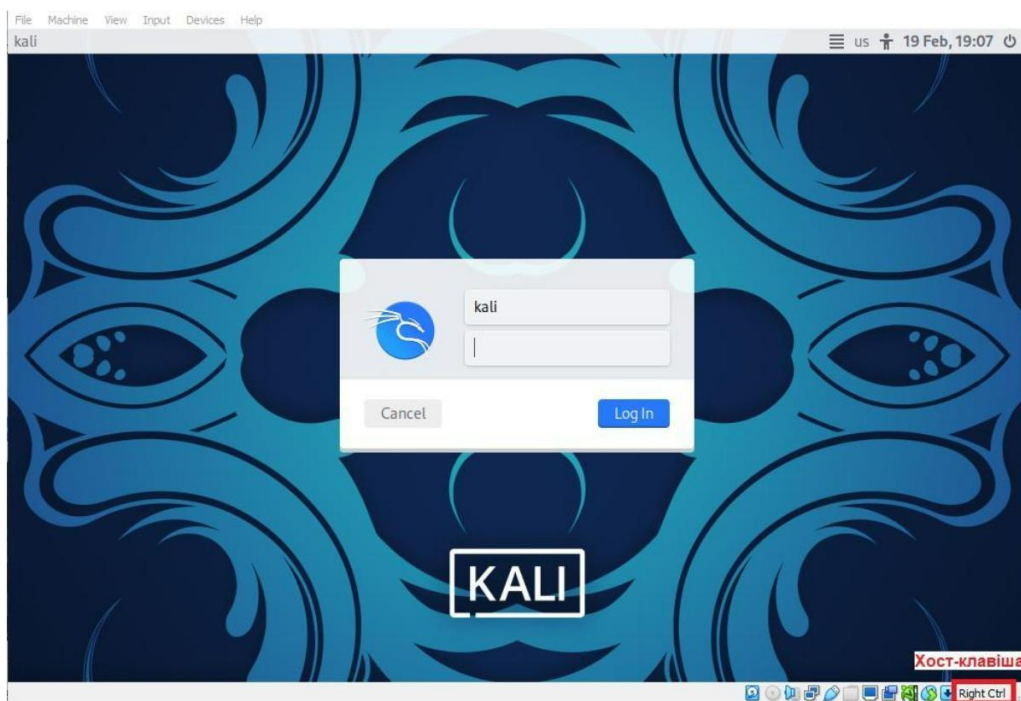 File Machine View Input Devices Help
kali us 19 Feb, 19:07
kali
Cancel Log In
KALI
Хост-клавіша
Right Ctrl